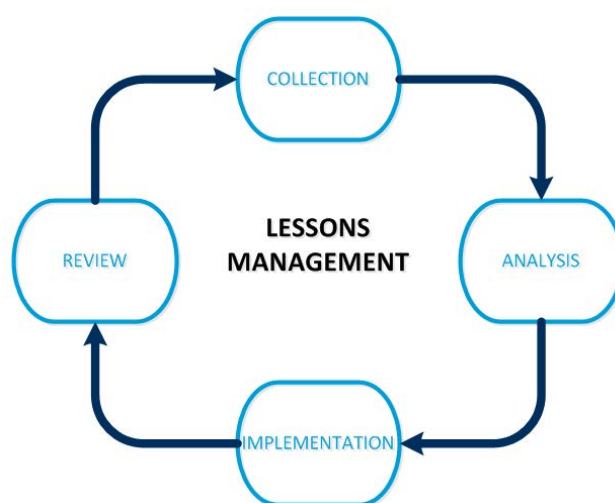 COLLECTION
LESSONS
MANAGEMENT
REVIEW
ANALYSIS
IMPLEMENTATION